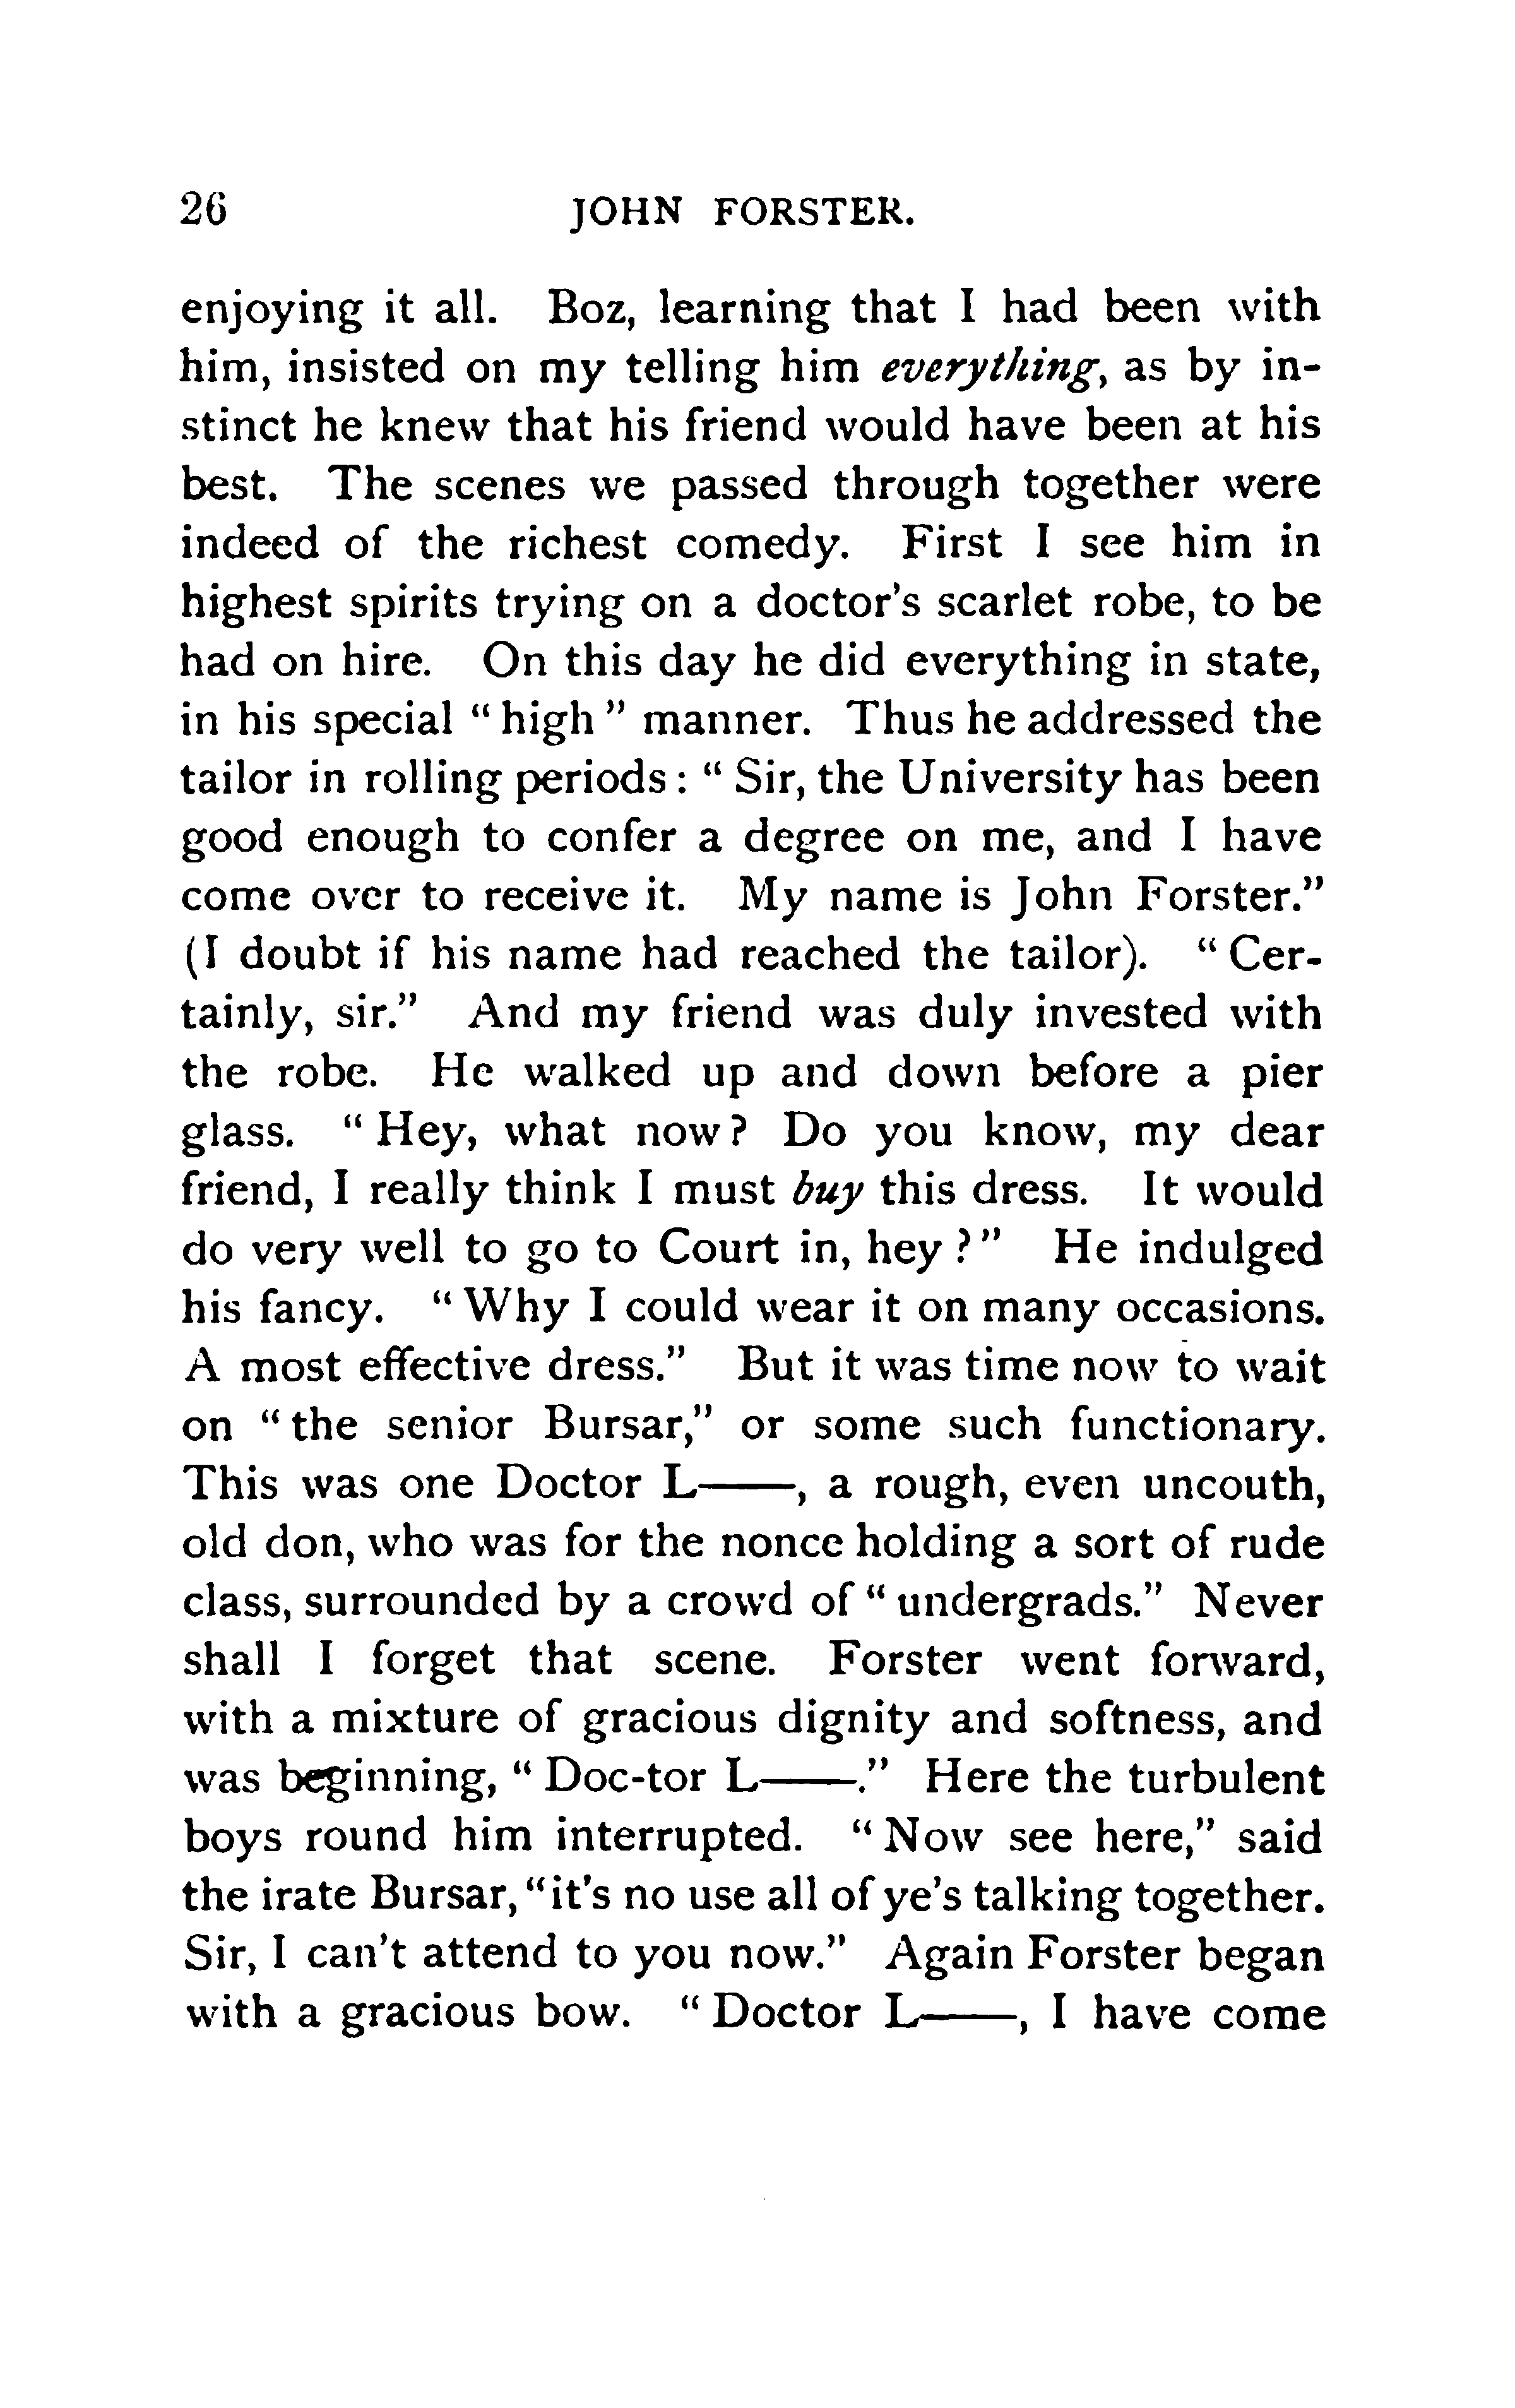 26 JOHN FORSTER.
enjoying it all. Boz, learning that I had been with
him, insisted on my telling him everything, as by in-
stinct he knew that his friend would have been at his
best. The scenes we passed through together were
indeed of the richest comedy. First I see him in
highest spirits trying on a doctor's scarlet robe, to be
had on hire. On this day he did everything in state,
in his special “high” manner. Thus he addressed the
tailor in rolling periods: “Sir, the University has been
good enough to confer a degree on me, and I have
come over to receive it. My name is John Forster.”
(I doubt if his name had reached the tailor). “Cer-
tainly, sir.” And my friend was duly invested with
the robe. He walked up and down before a pier
glass. “Hey, what now? Do you know, my dear
friend, I really think I must buy this dress. It would
do very well to go to Court in, hey?” He indulged
his fancy. “Why I could wear it on many occasions.
A most effective dress.” But it was time now to wait
on “the senior Bursar,” or some such functionary.
This was one Doctor L——, a rough, even uncouth,
old don, who was for the nonce holding a sort of rude
class, surrounded by a crowd of “undergrads.” Never
shall I forget that scene. Forster went forward,
with a mixture of gracious dignity and softness, and
was beginning, “Doc-tor L——.” Here the turbulent
boys round him interrupted. “Now see here,” said
the irate Bursar, “it's no use all of ye's talking together.
Sir, I can't attend to you now.” Again Forster began
with a gracious bow. “Doctor L——, I have come